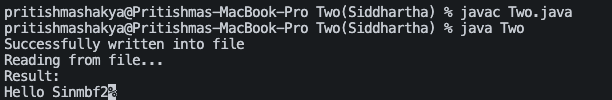 pritishmashakya@Pritishmas-MacBook-Pro Two(Siddhartha) % javac Two.java
pritishmashakya@Pritishmas-MacBook-Pro Two(Siddhartha) % java Two
Successfully written into file
Reading from file...
Result:
Hello Sinmbf2%